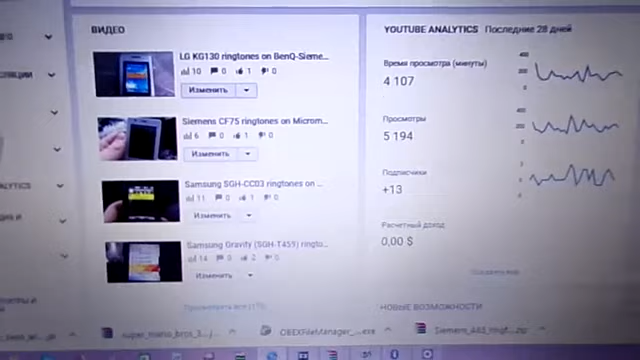 ВИДЕО
LG KG130 ringtones on BenQ-Sieme...
10 0 1 0
Изменить
Siemens CF75 ringtones on Microm...
6 0 1 0
Изменить
Samsung SGH-CC03 ringtones on ...
11 0 1 0
Изменить
Samsung Gravity (SGH-T459) ringto...
14 0 2 0
Изменить
YOUTUBE ANALYTICS Последние 28 дней
Время просмотра (минуты)
4 107
Просмотры
5 194
Подписчики
+13
Расчетный доход
0,00 $
НОВЫЕ ВОЗМОЖНОСТИ
super_mario_bros_3...
OBEXFileManager_....exe